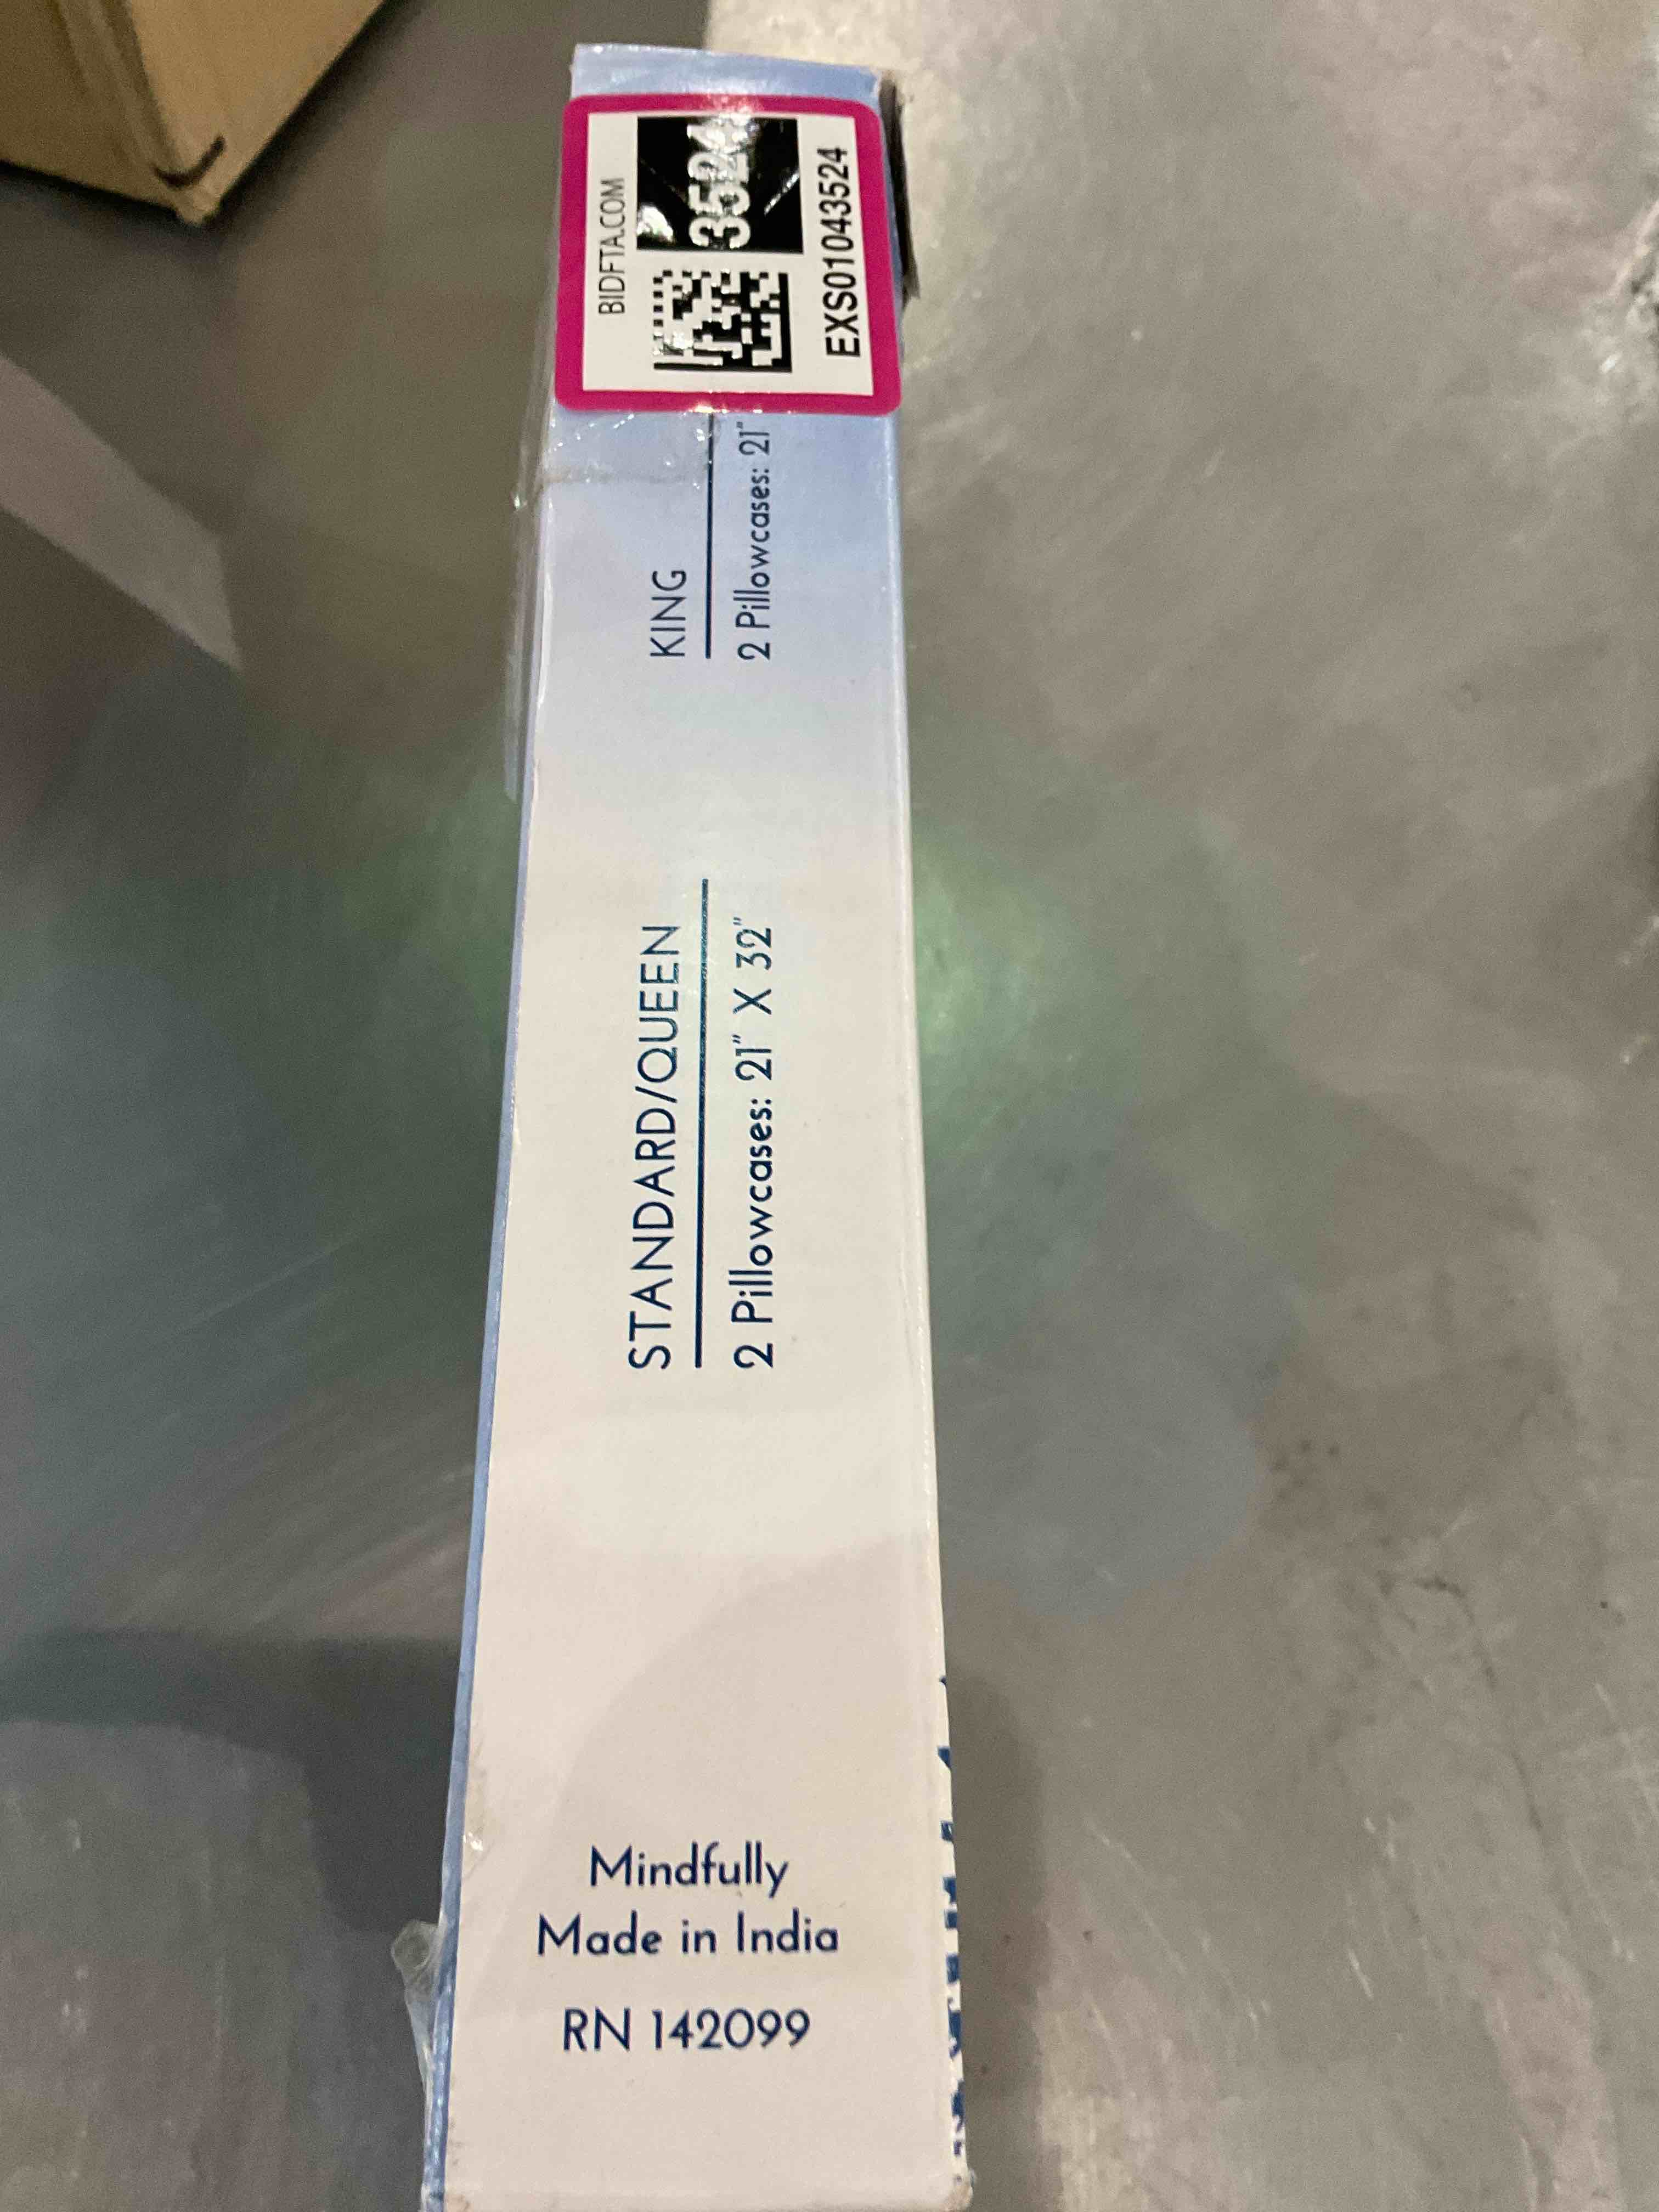 BIDFTA.COM
3524
EXS01043524
KING
2 Pillowcases: 21"
STANDARD/QUEEN
2 Pillowcases: 21" X 32"
Mindfully
Made in India
RN 142099